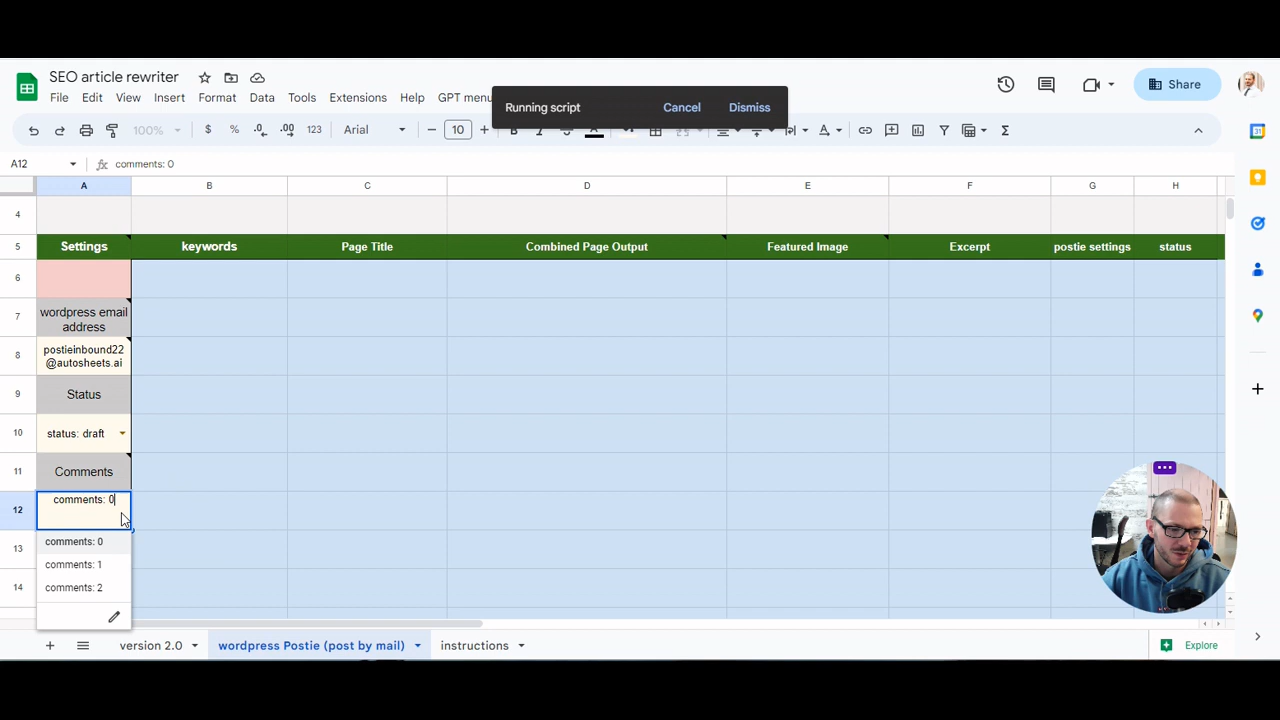 SEO article rewriter
File Edit View Insert Format Data Tools Extensions Help GPT menu
Running script Cancel Dismiss
Share
100% $ % .0 .00 123 Arial 10 B I A A Σ
A12 fx comments: 0
A B C D E F G H
4
5 Settings keywords Page Title Combined Page Output Featured Image Excerpt postie settings status
6
7 wordpress email
address
8 postieinbound22
@autosheets.ai
9 Status
10 status: draft
11 Comments
12 comments: 0
13 comments: 0
comments: 1
14 comments: 2
version 2.0 wordpress Postie (post by mail) instructions Explore